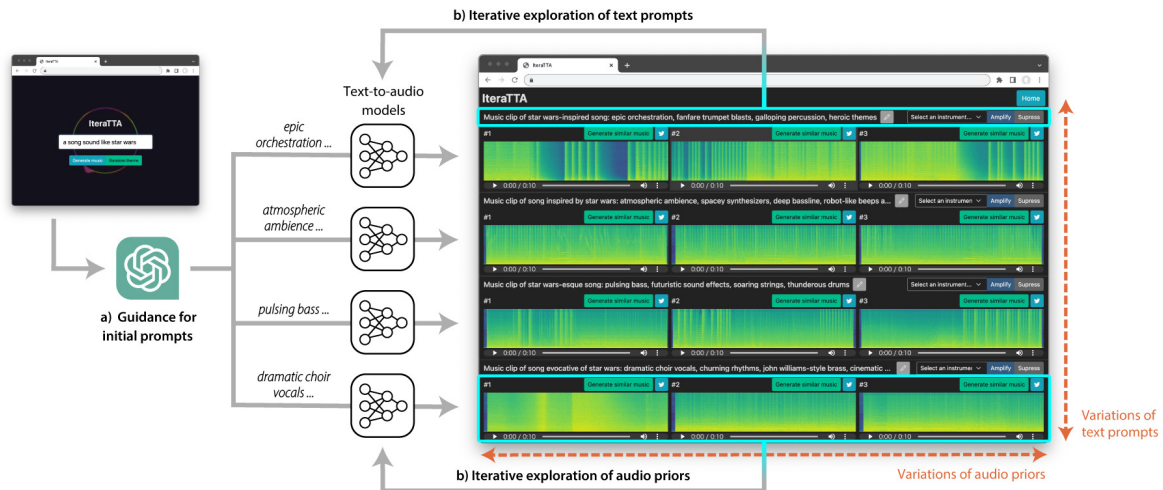 b) Iterative exploration of text prompts
IteraTTA
IteraTTA
a song sound like star wars
Generate music
Random theme
a) Guidance for
initial prompts
Text-to-audio
models
epic
orchestration ...
atmospheric
ambience ...
pulsing bass ...
dramatic choir
vocals ...
IteraTTA
IteraTTA
Home
Music clip of star wars-inspired song: epic orchestration, fanfare trumpet blasts, galloping percussion, heroic themes
Select an instrument...
Amplify
Supress
#1
Generate similar music
#2
Generate similar music
#3
Generate similar music
0:00 / 0:10
0:00 / 0:10
0:00 / 0:10
Music clip of song inspired by star wars: atmospheric ambience, spacey synthesizers, deep bassline, robot-like beeps a...
Select an instrumen
Amplify
Supress
#1
Generate similar music
#2
Generate similar music
#3
Generate similar music
0:00 / 0:10
0:00 / 0:10
0:00 / 0:10
Music clip of star wars-esque song: pulsing bass, futuristic sound effects, soaring strings, thunderous drums
Select an instrument...
Amplify
Supress
#1
Generate similar music
#2
Generate similar music
#3
Generate similar music
0:00 / 0:10
0:00 / 0:10
0:00 / 0:10
Music clip of song evocative of star wars: dramatic choir vocals, churning rhythms, john williams-style brass, cinematic ...
Select an instrumen
Amplify
Supress
#1
Generate similar music
#2
Generate similar music
#3
Generate similar music
0:00 / 0:10
0:00 / 0:10
0:00 / 0:10
Variations of
text prompts
b) Iterative exploration of audio priors
Variations of audio priors